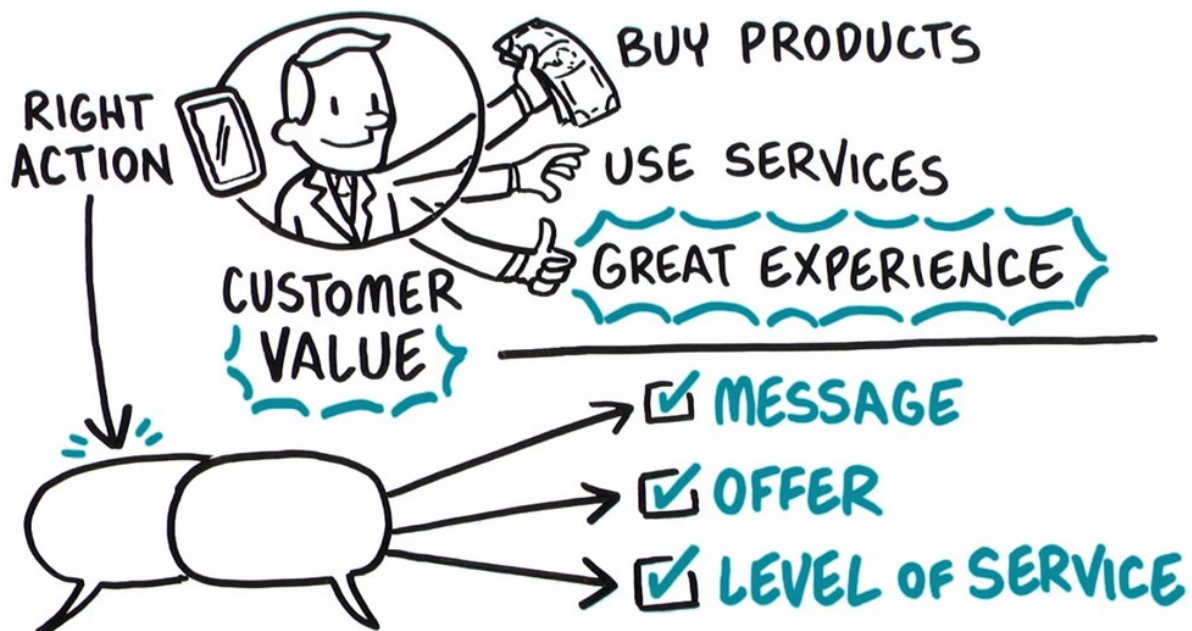 BUY PRODUCTS
RIGHT
ACTION
USE SERVICES
GREAT EXPERIENCE
CUSTOMER
VALUE
MESSAGE
OFFER
LEVEL OF SERVICE